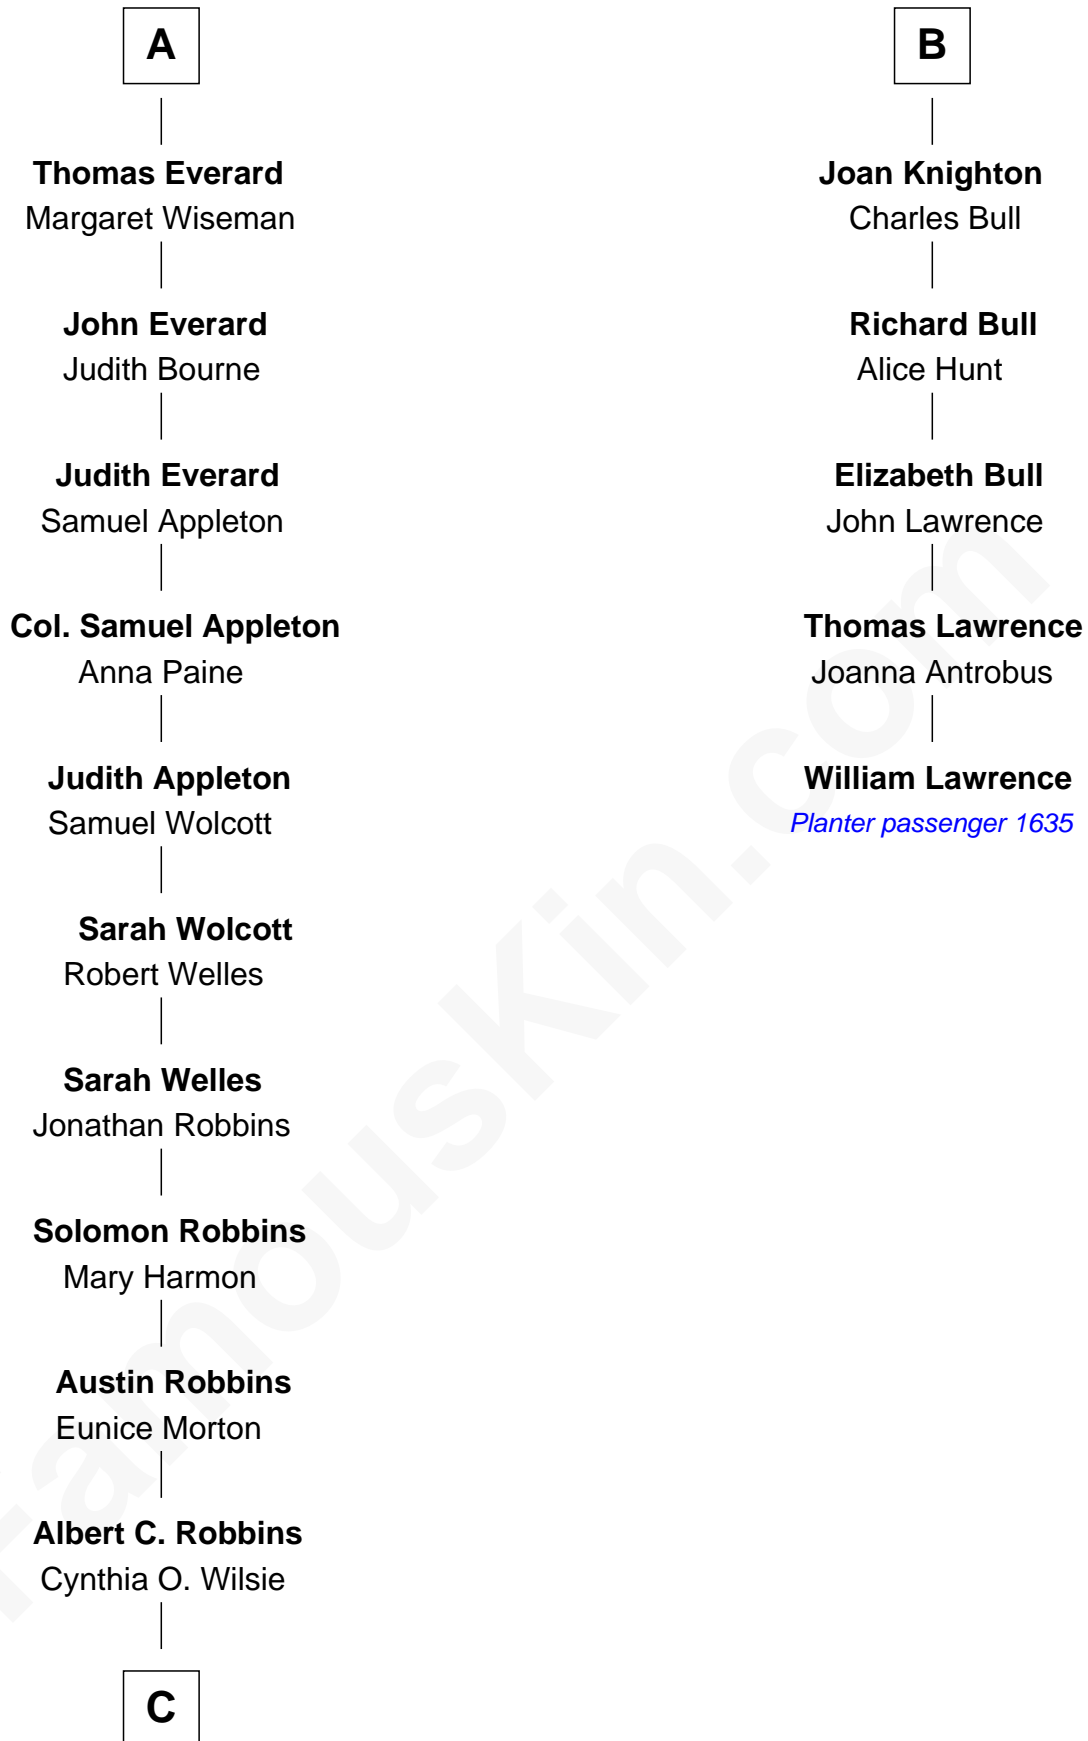 A
Thomas Everard
Margaret Wiseman
John Everard
Judith Bourne
Judith Everard
Samuel Appleton
Col. Samuel Appleton
Anna Paine
Judith Appleton
Samuel Wolcott
Sarah Wolcott
Robert Welles
Sarah Welles
Jonathan Robbins
Solomon Robbins
Mary Harmon
Austin Robbins
Eunice Morton
Albert C. Robbins
Cynthia O. Wilsie
C
B
Joan Knighton
Charles Bull
Richard Bull
Alice Hunt
Elizabeth Bull
John Lawrence
Thomas Lawrence
Joanna Antrobus
William Lawrence
Planter passenger 1635
FamousKin.com